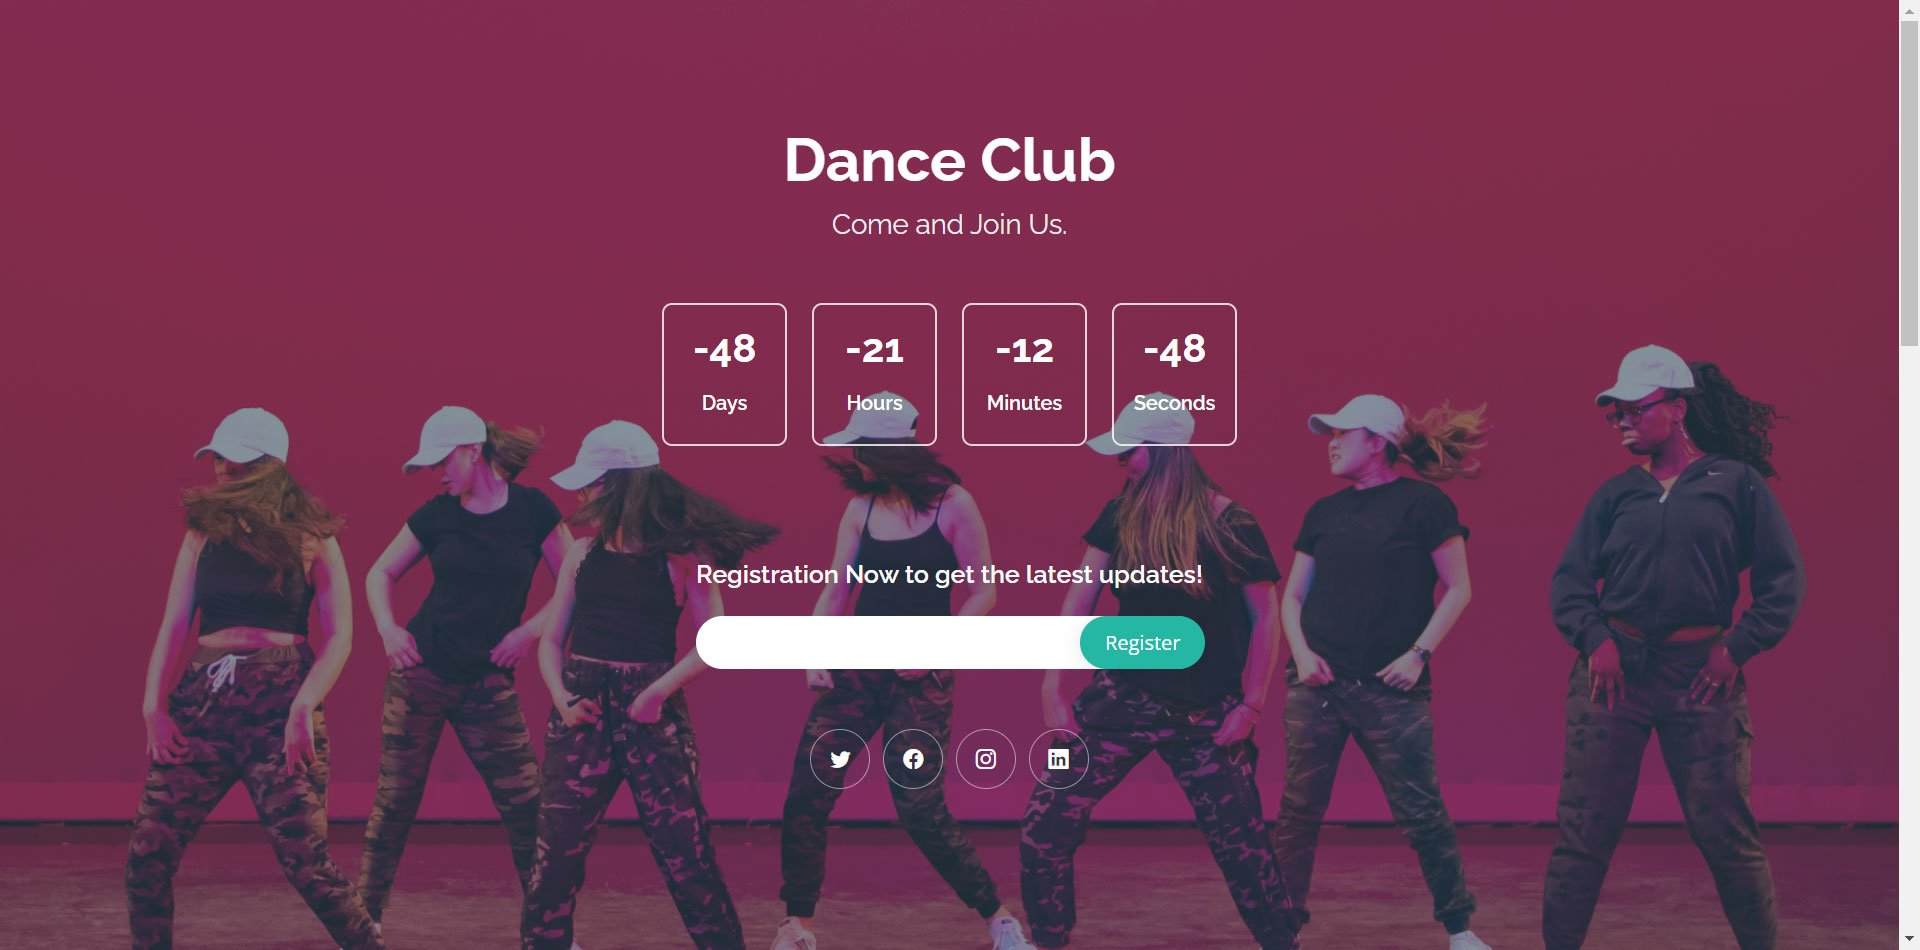 Dance Club
Come and Join Us.
-48 -21 -12 -48
Days Hours Minutes Seconds
Registration Now to get the latest updates!
Register